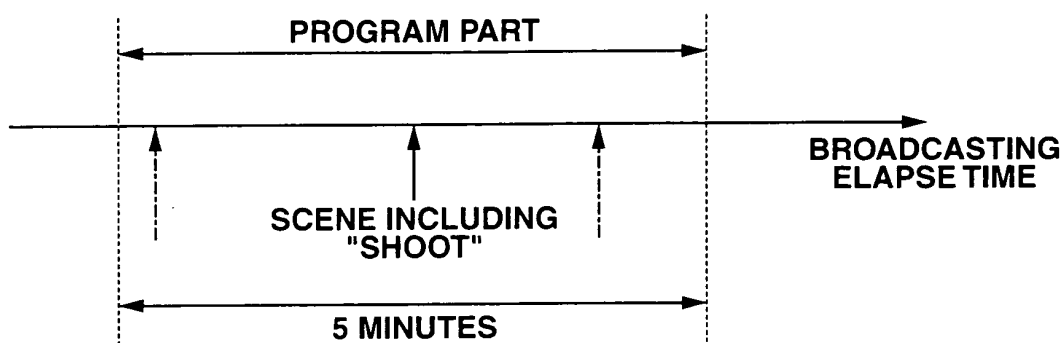 PROGRAM PART
BROADCASTING
ELAPSE TIME
SCENE INCLUDING
"SHOOT"
5 MINUTES